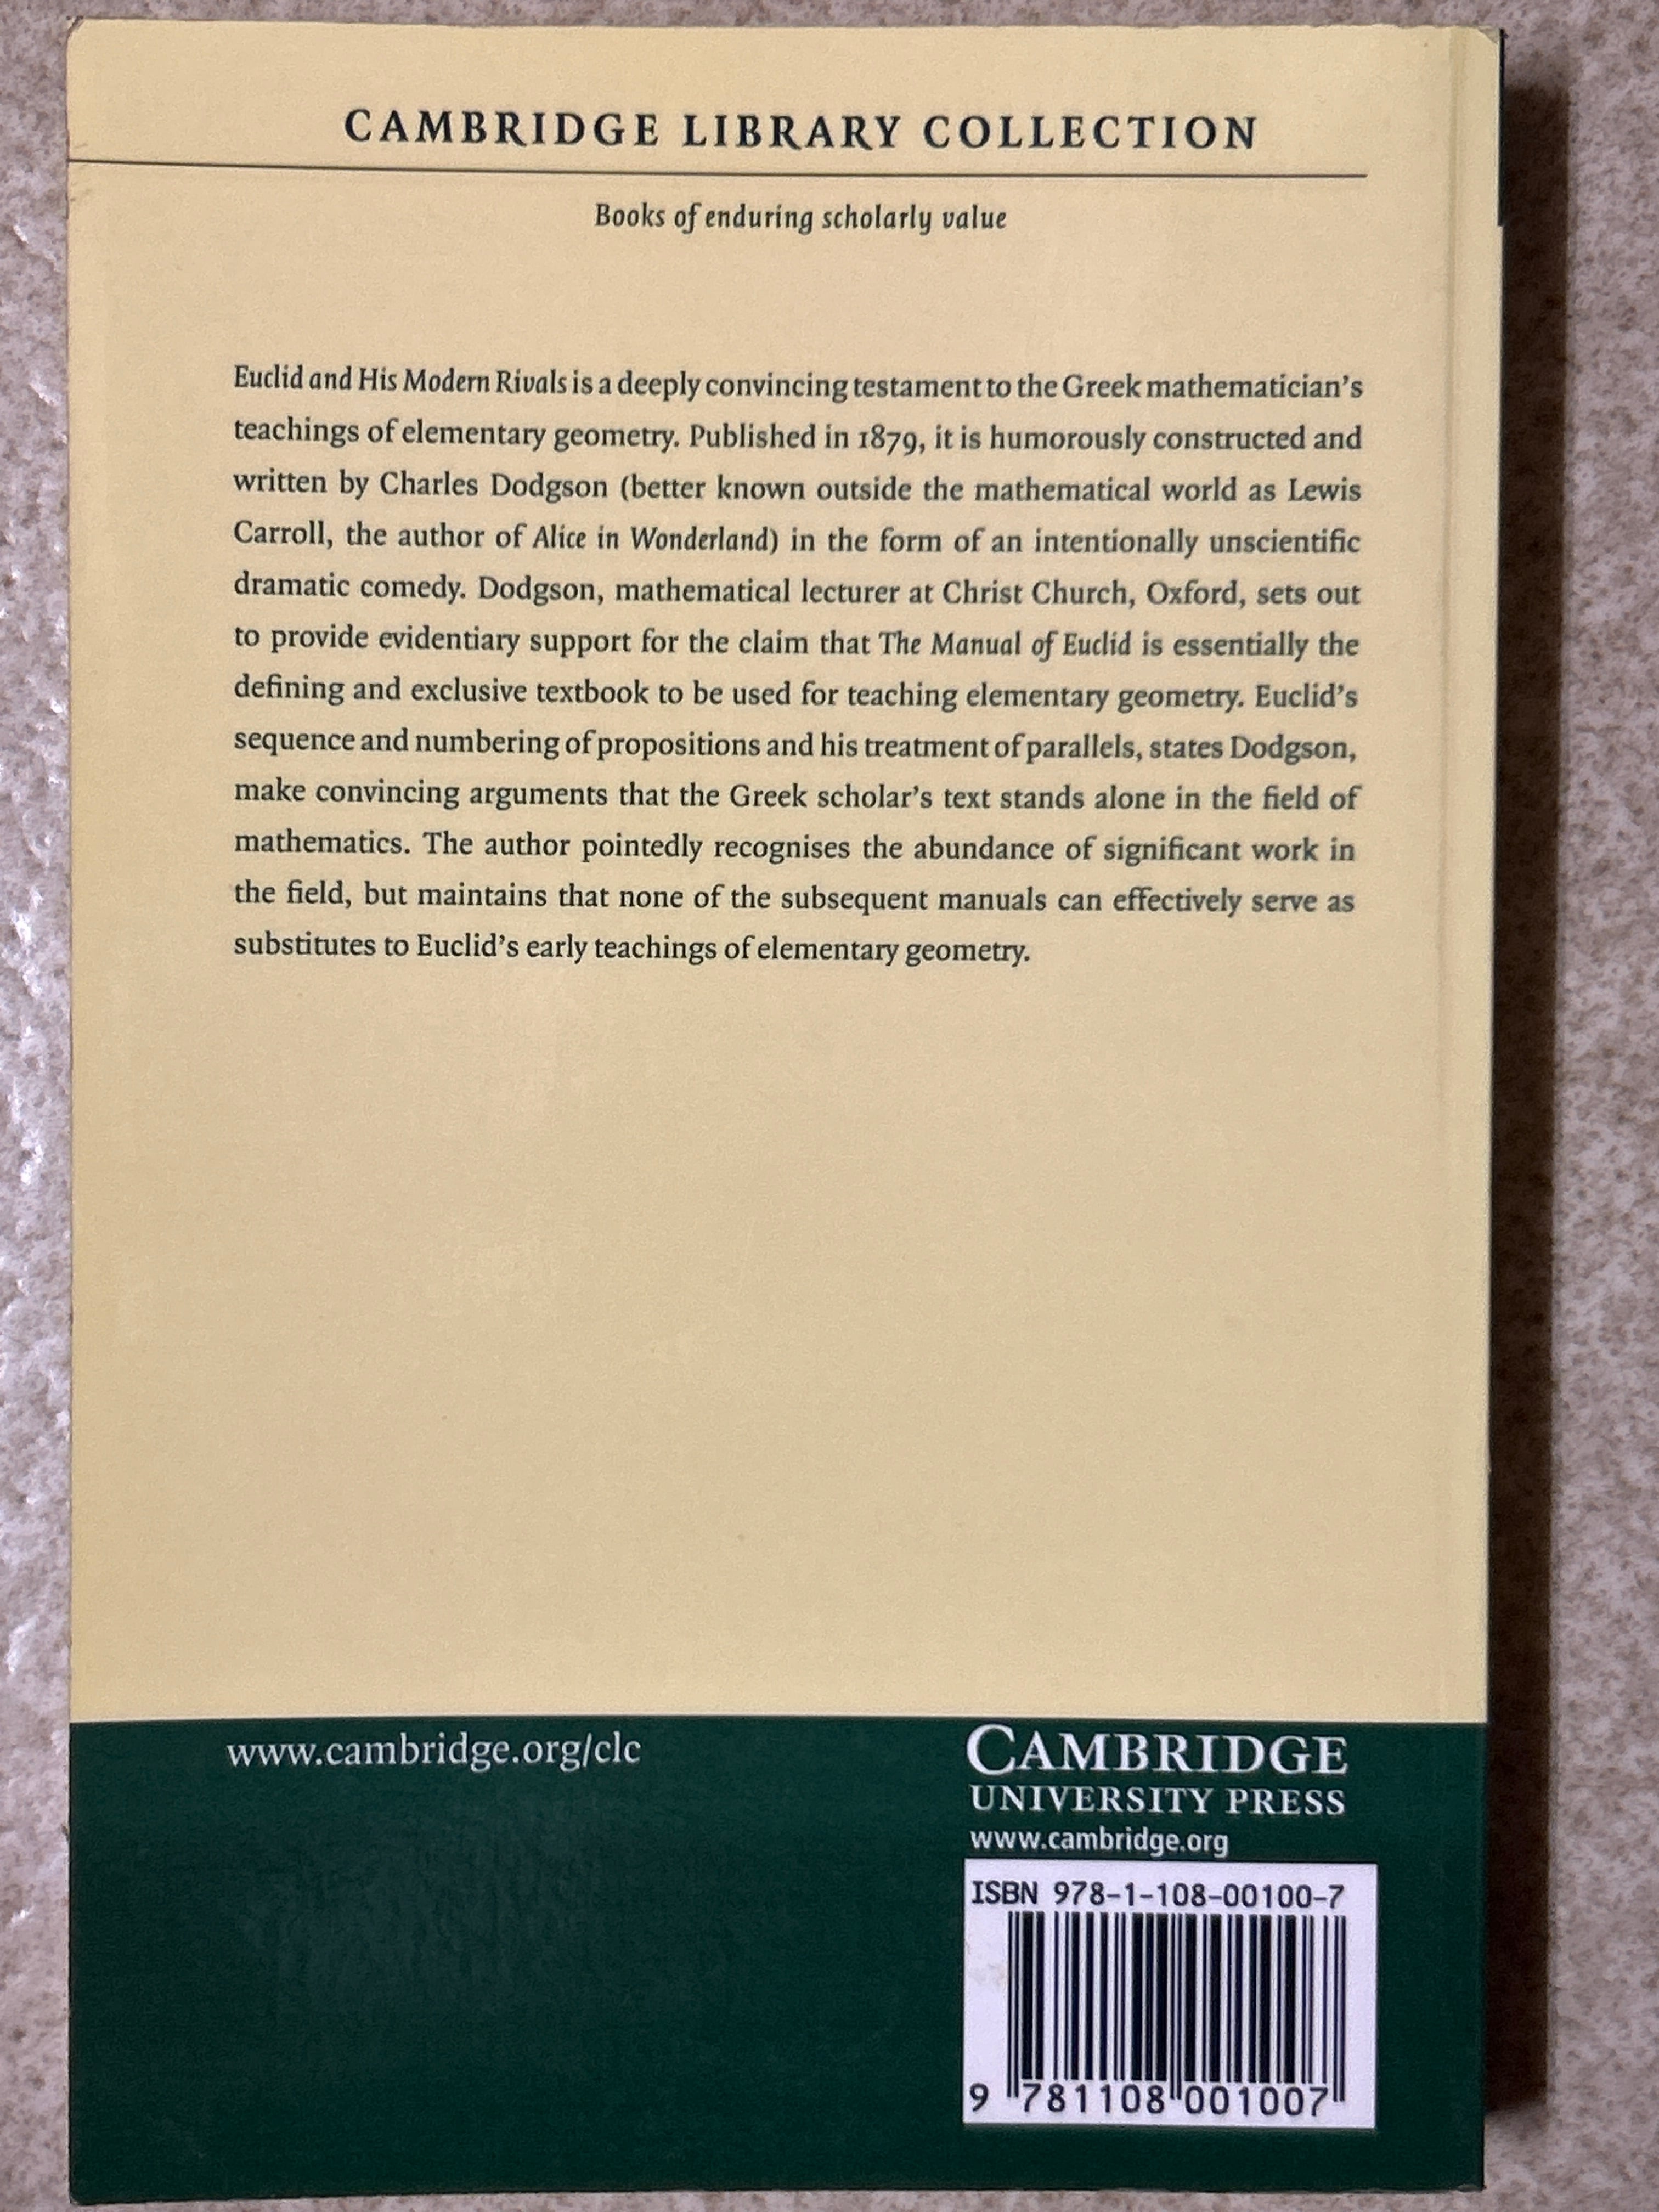 CAMBRIDGE LIBRARY COLLECTION
Books of enduring scholarly value
Euclid and His Modern Rivals is a deeply convincing testament to the Greek mathematician’s
teachings of elementary geometry. Published in 1879, it is humorously constructed and
written by Charles Dodgson (better known outside the mathematical world as Lewis
Carroll, the author of Alice in Wonderland) in the form of an intentionally unscientific
dramatic comedy. Dodgson, mathematical lecturer at Christ Church, Oxford, sets out
to provide evidentiary support for the claim that The Manual of Euclid is essentially the
defining and exclusive textbook to be used for teaching elementary geometry. Euclid’s
sequence and numbering of propositions and his treatment of parallels, states Dodgson,
make convincing arguments that the Greek scholar’s text stands alone in the field of
mathematics. The author pointedly recognises the abundance of significant work in
the field, but maintains that none of the subsequent manuals can effectively serve as
substitutes to Euclid’s early teachings of elementary geometry.
www.cambridge.org/clc
CAMBRIDGE
UNIVERSITY PRESS
www.cambridge.org
ISBN 978-1-108-00100-7
9 781108 001007